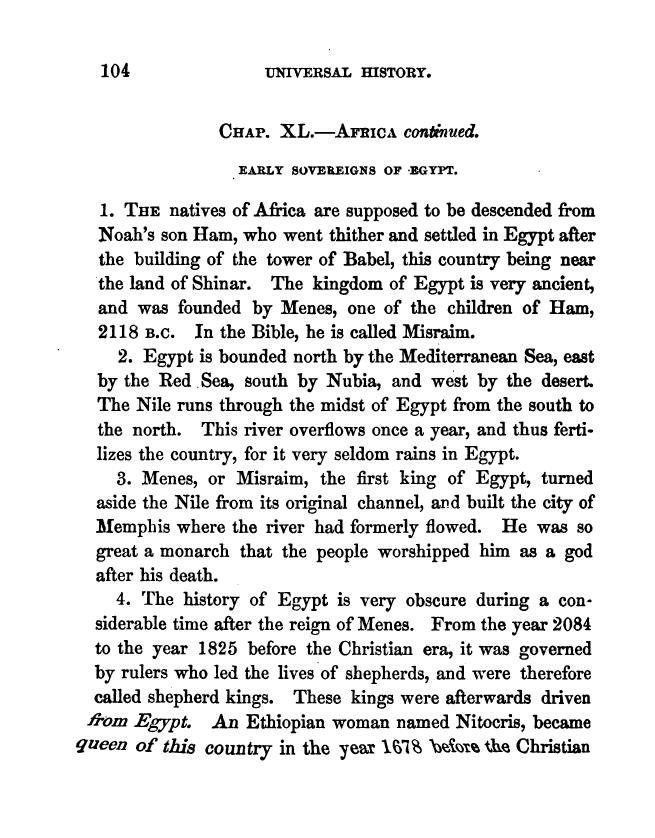 104 UNIVERSAL HISTORY.
CHAP. XL.—AFRICA continued.
EARLY SOVEREIGNS OF EGYPT.
1. THE natives of Africa are supposed to be descended from
Noah's son Ham, who went thither and settled in Egypt after
the building of the tower of Babel, this country being near
the land of Shinar. The kingdom of Egypt is very ancient,
and was founded by Menes, one of the children of Ham,
2118 B.C. In the Bible, he is called Misraim.
2. Egypt is bounded north by the Mediterranean Sea, east
by the Red Sea, south by Nubia, and west by the desert.
The Nile runs through the midst of Egypt from the south to
the north. This river overflows once a year, and thus ferti-
lizes the country, for it very seldom rains in Egypt.
3. Menes, or Misraim, the first king of Egypt, turned
aside the Nile from its original channel, and built the city of
Memphis where the river had formerly flowed. He was so
great a monarch that the people worshipped him as a god
after his death.
4. The history of Egypt is very obscure during a con-
siderable time after the reign of Menes. From the year 2084
to the year 1825 before the Christian era, it was governed
by rulers who led the lives of shepherds, and were therefore
called shepherd kings. These kings were afterwards driven
from Egypt. An Ethiopian woman named Nitocris, became
queen of this country in the year 1678 before the Christian